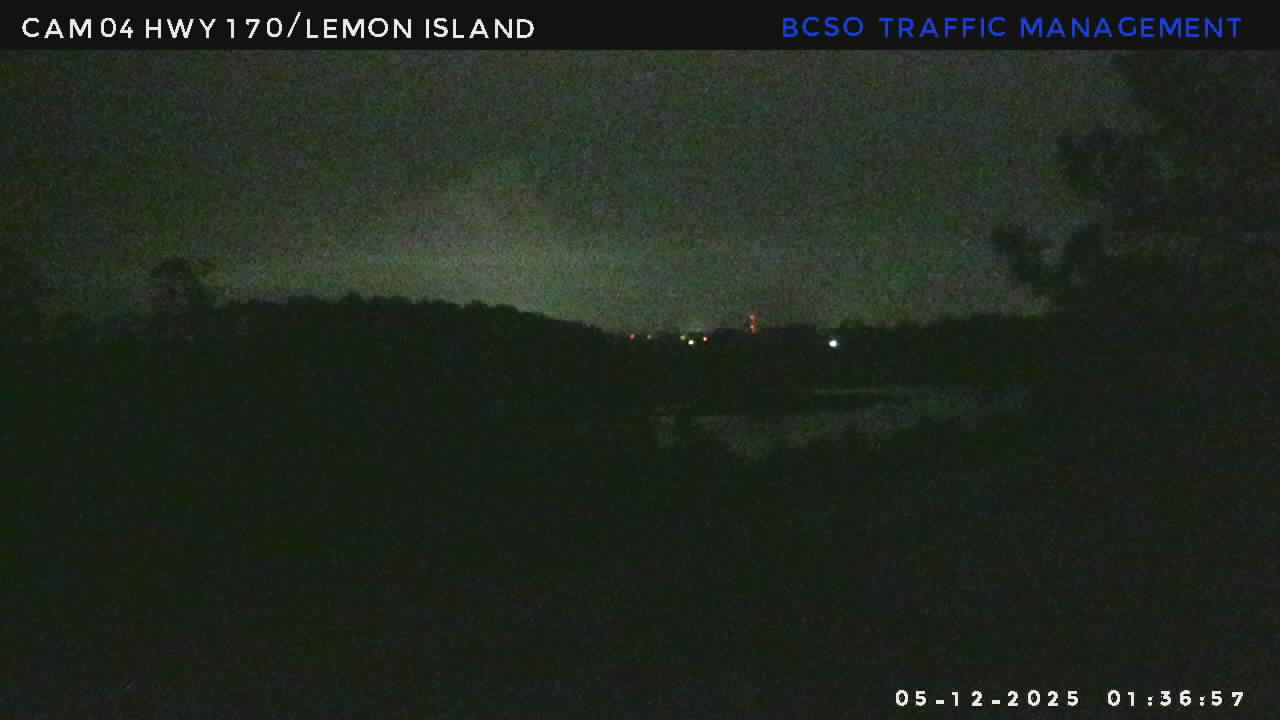 CAM04 HWY 170/LEMON ISLAND
BCSO TRAFFIC MANAGEMENT
05-12-2025 01:36:57